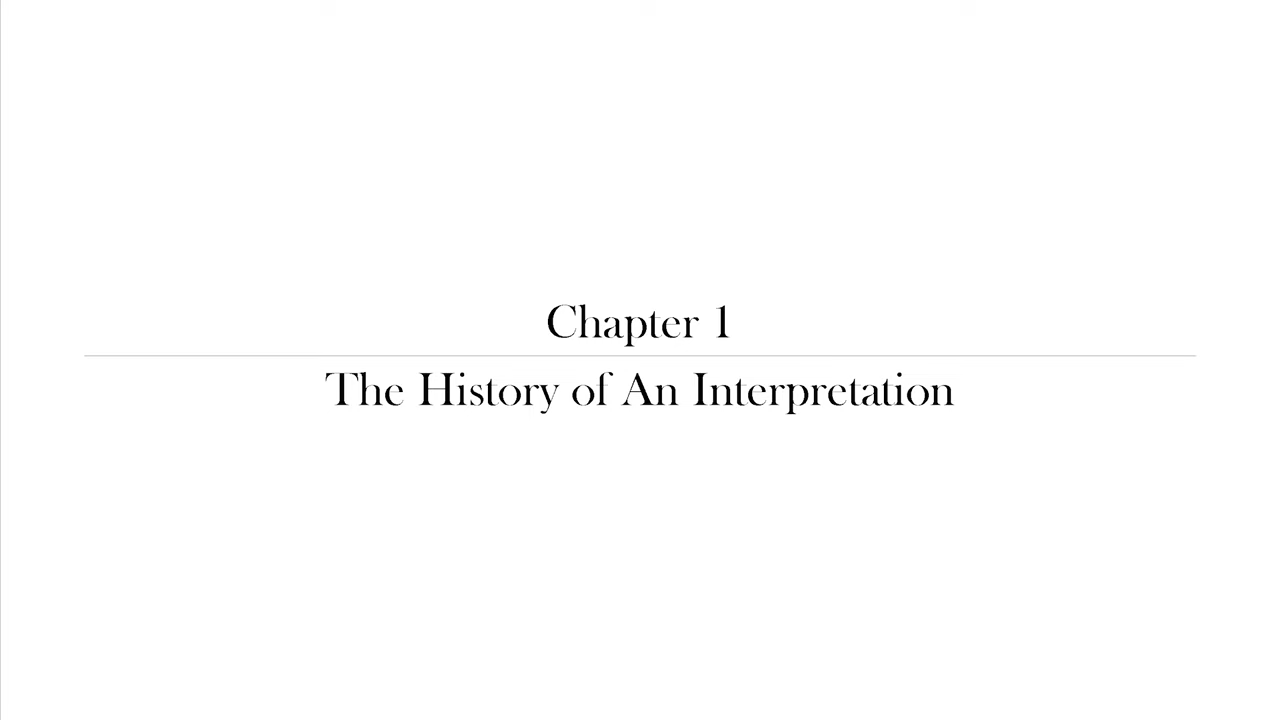 Chapter 1
The History of An Interpretation